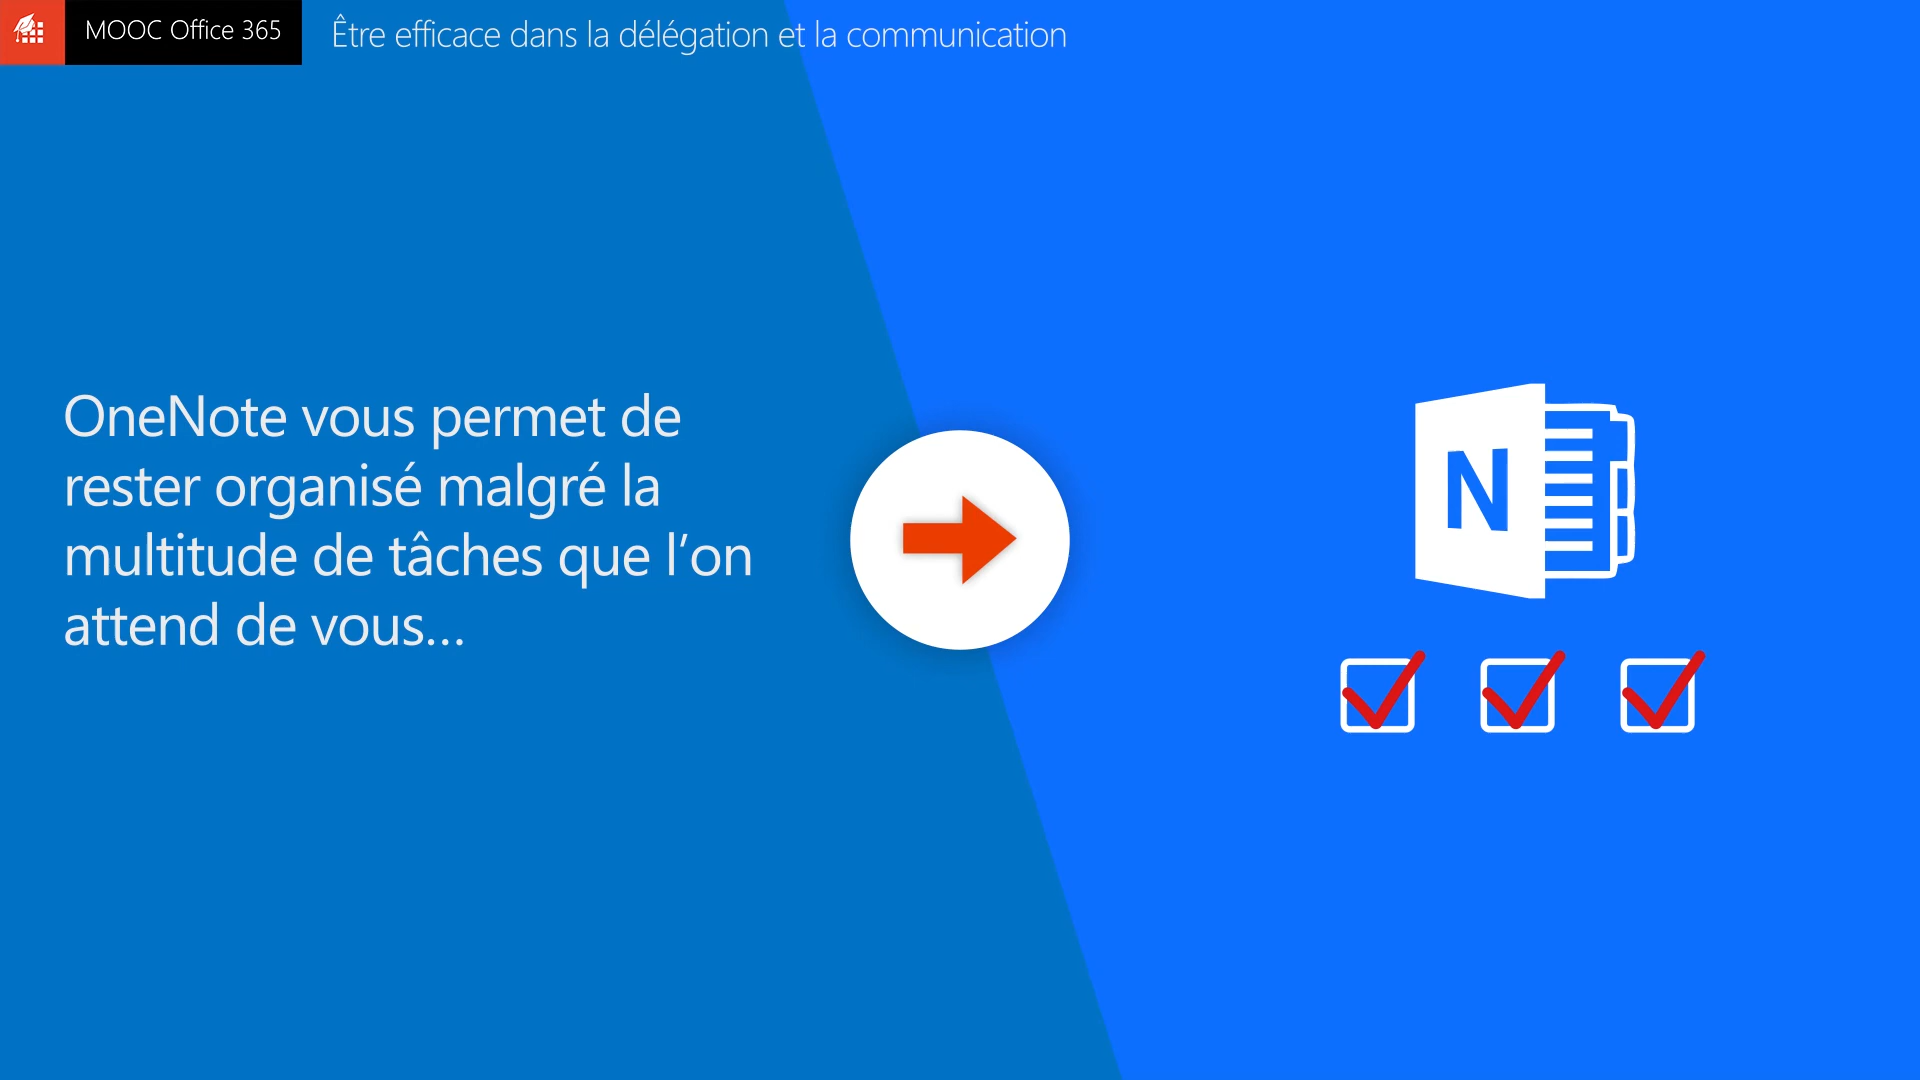 MOOC Office 365
Être efficace dans la délégation et la communication
OneNote vous permet de
rester organisé malgré la
multitude de tâches que l’on
attend de vous…
N